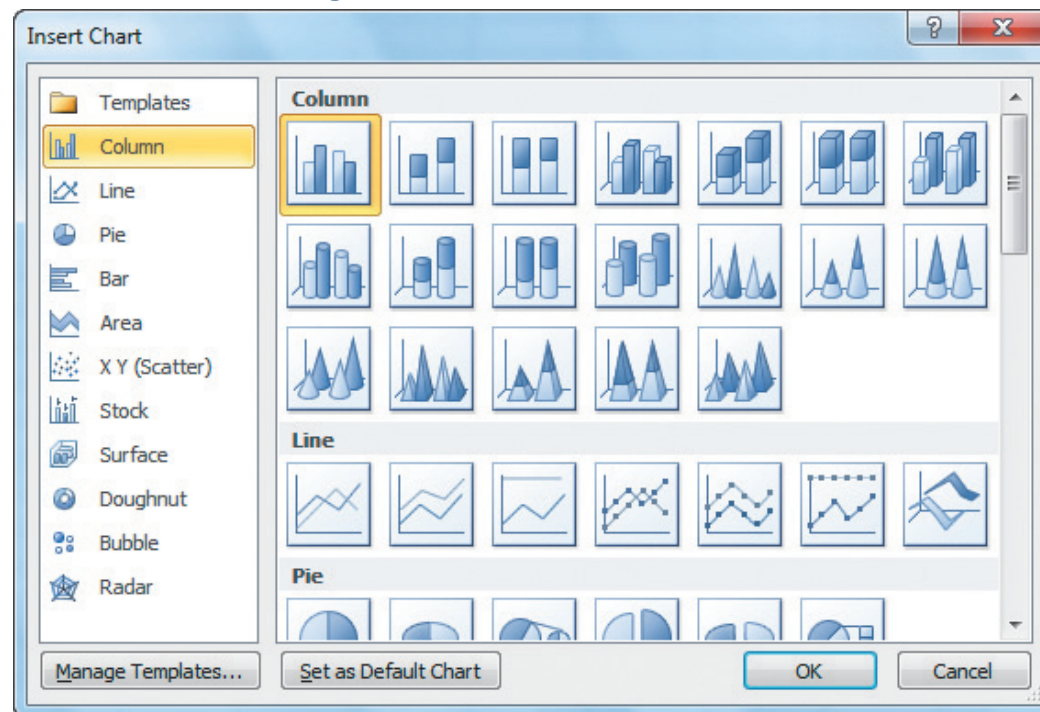 Insert Chart
Templates
Column
Line
Pie
Bar
Area
X Y (Scatter)
Stock
Surface
Doughnut
Bubble
Radar
Column
Line
Pie
Manage Templates...
Set as Default Chart
OK
Cancel